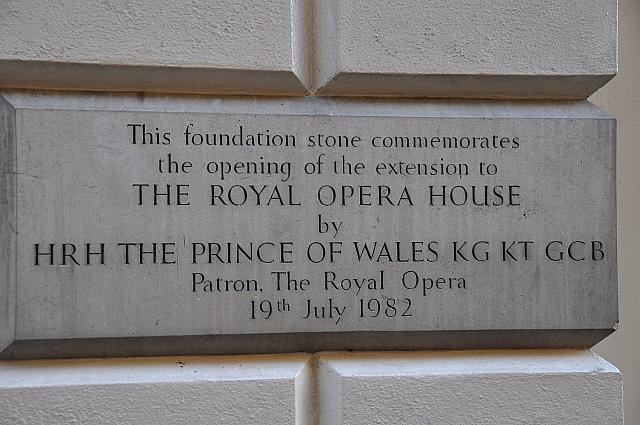 This foundation stone commemorates
the opening of the extension to
THE ROYAL OPERA HOUSE
by
HRH THE PRINCE OF WALES KG KT GCB
Patron, The Royal Opera
19th July 1982